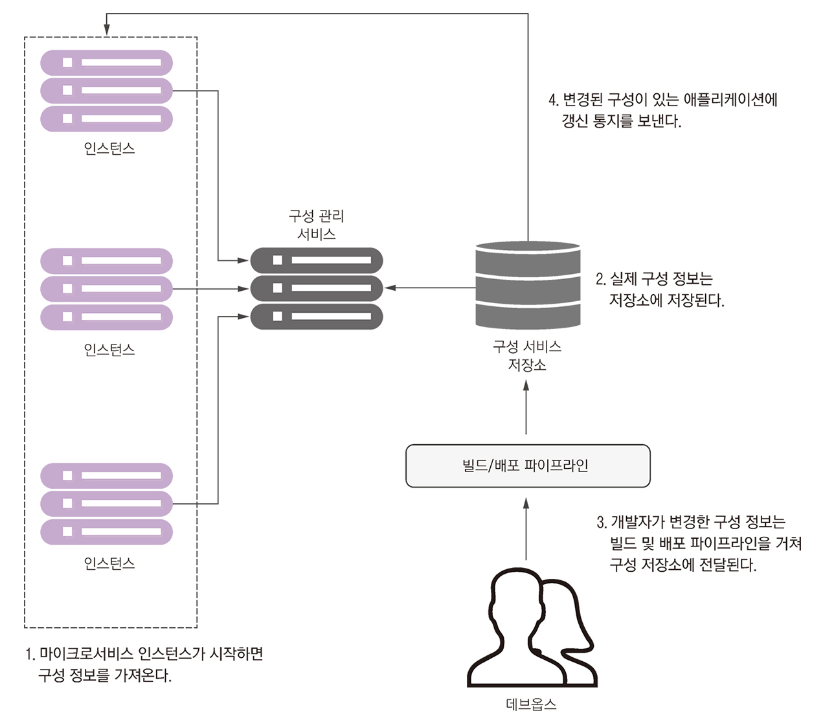 4. 변경된 구성이 있는 애플리케이션에
갱신 통지를 보낸다.
인스턴스
구성 관리
서비스
2. 실제 구성 정보는
저장소에 저장된다.
인스턴스
구성 서비스
저장소
빌드/배포 파이프라인
3. 개발자가 변경한 구성 정보는
빌드 및 배포 파이프라인을 거쳐
구성 저장소에 전달된다.
인스턴스
1. 마이크로서비스 인스턴스가 시작하면
구성 정보를 가져온다.
데브옵스